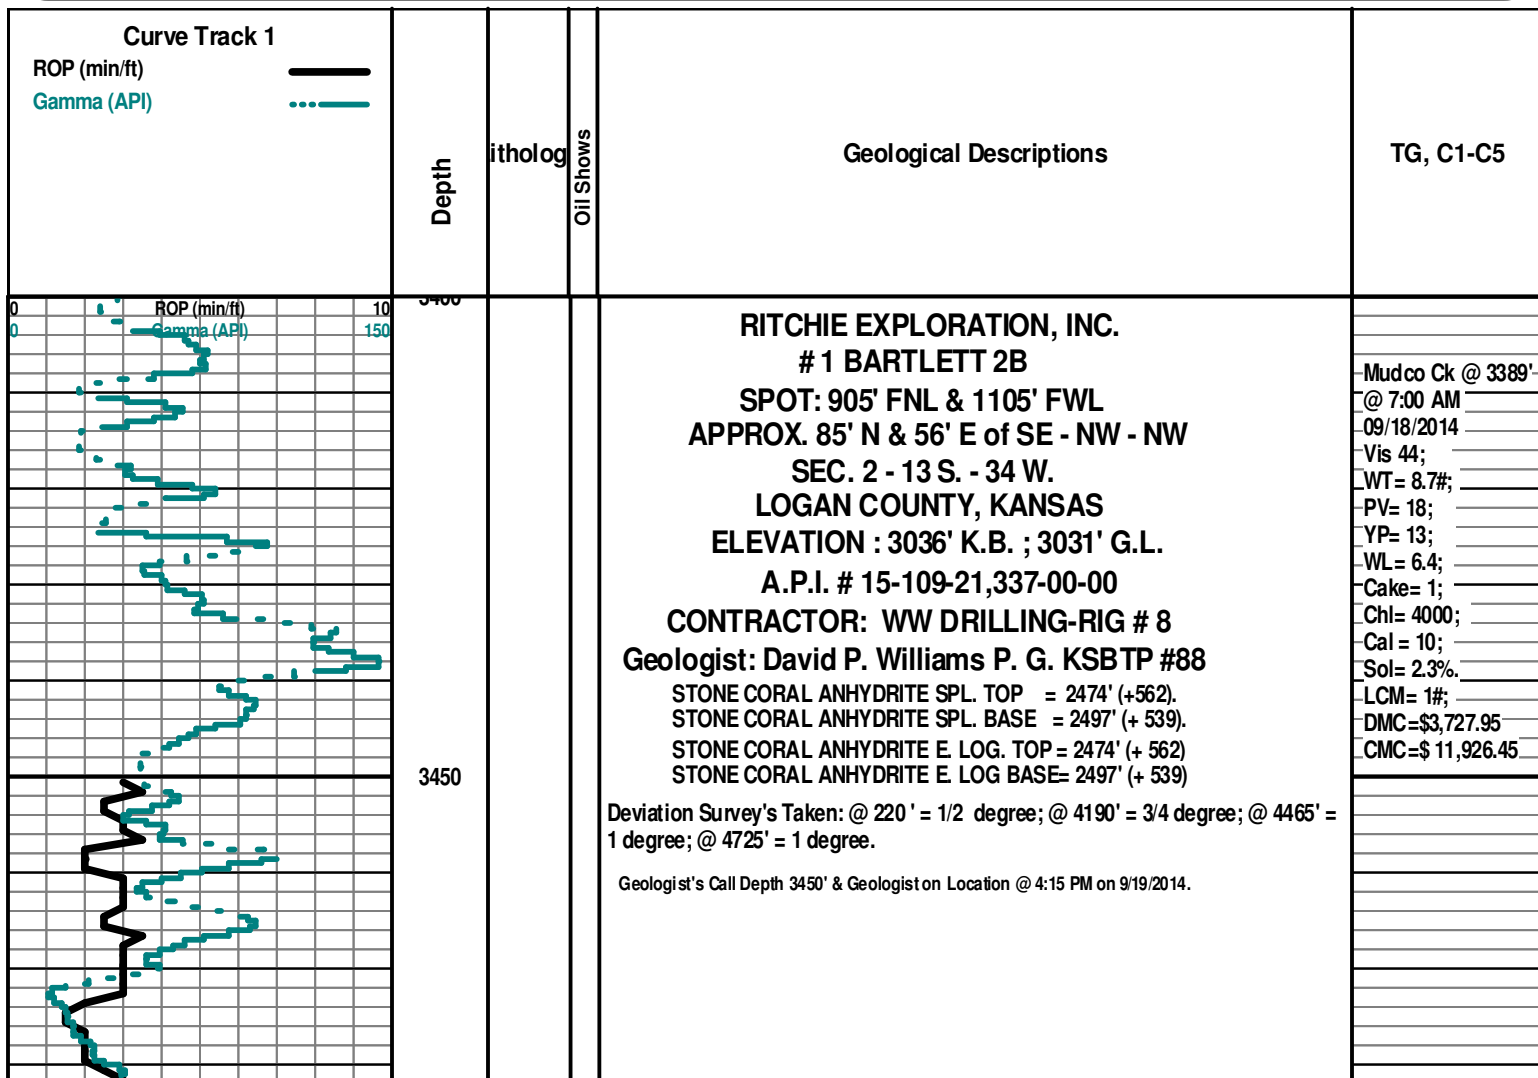 Curve Track 1
ROP (min/ft)
Gamma (API)
Depth
ithology
Oil Shows
Geological Descriptions
TG, C1-C5
0 ROP (min/ft) 10
0 Gamma (API) 150
3400
3450
RITCHIE EXPLORATION, INC.
# 1 BARTLETT 2B
SPOT: 905' FNL & 1105' FWL
APPROX. 85' N & 56' E of SE - NW - NW
SEC. 2 - 13 S. - 34 W.
LOGAN COUNTY, KANSAS
ELEVATION : 3036' K.B. ; 3031' G.L.
A.P.I. # 15-109-21,337-00-00
CONTRACTOR: WW DRILLING-RIG # 8
Geologist: David P. Williams P. G. KSBTP #88
STONE CORAL ANHYDRITE SPL. TOP = 2474' (+562).
STONE CORAL ANHYDRITE SPL. BASE = 2497' (+ 539).
STONE CORAL ANHYDRITE E. LOG. TOP = 2474' (+ 562)
STONE CORAL ANHYDRITE E. LOG BASE= 2497' (+ 539)
Deviation Survey's Taken: @ 220 ' = 1/2 degree; @ 4190' = 3/4 degree; @ 4465' =
1 degree; @ 4725' = 1 degree.
Geologist's Call Depth 3450' & Geologist on Location @ 4:15 PM on 9/19/2014.
Mudco Ck @ 3389'
@ 7:00 AM
09/18/2014
Vis 44;
WT= 8.7#;
PV= 18;
YP= 13;
WL= 6.4;
Cake= 1;
Chl= 4000;
Cal = 10;
Sol= 2.3%.
LCM= 1#;
DMC=$3,727.95
CMC=$ 11,926.45